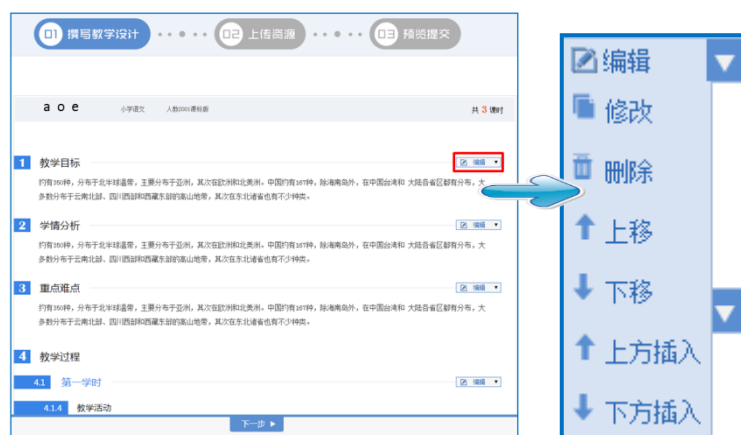 01 撰写教学设计 02 上传资源 03 预览提交
a o e 小学语文 人教2001课标版 共 3 课时
1 教学目标 编辑
约有350种，分布于北半球温带，主要分布于亚洲，其次在欧洲和北美洲。中国约有167种，除海南岛外，在中国台湾和 大陆各省区都有分布，大
多数分布于云南北部、四川西部和西藏东部的高山地带，其次在东北诸省也有不少种类。
2 学情分析 编辑
约有350种，分布于北半球温带，主要分布于亚洲，其次在欧洲和北美洲。中国约有167种，除海南岛外，在中国台湾和 大陆各省区都有分布，大
多数分布于云南北部、四川西部和西藏东部的高山地带，其次在东北诸省也有不少种类。
3 重点难点 编辑
约有350种，分布于北半球温带，主要分布于亚洲，其次在欧洲和北美洲。中国约有167种，除海南岛外，在中国台湾和 大陆各省区都有分布，大
多数分布于云南北部、四川西部和西藏东部的高山地带，其次在东北诸省也有不少种类。
4 教学过程
4.1 第一学时 编辑
4.1.4 教学活动
下一步
编辑
修改
删除
上移
下移
上方插入
下方插入